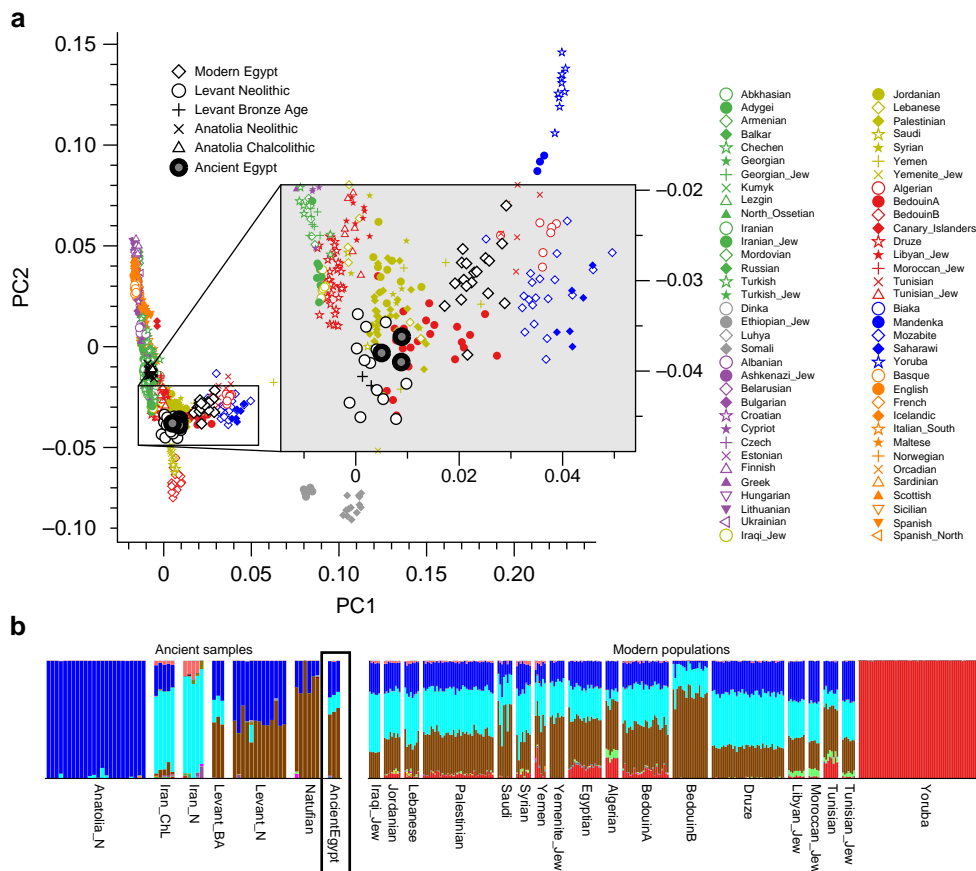 a
0.15
0.10
0.05
0
–0.05
–0.10
PC2
Modern Egypt
Levant Neolithic
Levant Bronze Age
Anatolia Neolithic
Anatolia Chalcolithic
Ancient Egypt
–0.02
–0.03
–0.04
0
0.02
0.04
0
0.05
0.10
0.15
0.20
PC1
Abkhasian
Adygei
Armenian
Balkar
Chechen
Georgian
Georgian_Jew
Kumyk
Lezgin
North_Ossetian
Iranian
Iranian_Jew
Mordovian
Russian
Turkish
Turkish_Jew
Dinka
Ethiopian_Jew
Luhya
Somali
Albanian
Ashkenazi_Jew
Belarusian
Bulgarian
Croatian
Cypriot
Czech
Estonian
Finnish
Greek
Hungarian
Lithuanian
Ukrainian
Iraqi_Jew
Jordanian
Lebanese
Palestinian
Saudi
Syrian
Yemen
Yemenite_Jew
Algerian
BedouinA
BedouinB
Canary_Islanders
Druze
Libyan_Jew
Moroccan_Jew
Tunisian
Tunisian_Jew
Biaka
Mandenka
Mozabite
Saharawi
Yoruba
Basque
English
French
Icelandic
Italian_South
Maltese
Norwegian
Orcadian
Sardinian
Scottish
Sicilian
Spanish
Spanish_North
b
Ancient samples
Modern populations
Anatolia_N
Iran_ChL
Iran_N
Levant_BA
Levant_N
Natufian
AncientEgypt
Iraqi_Jew
Jordanian
Lebanese
Palestinian
Saudi
Syrian
Yemen
Yemenite_Jew
Egyptian
Algerian
BedouinA
BedouinB
Druze
Libyan_Jew
Moroccan_Jew
Tunisian
Tunisian_Jew
Yoruba